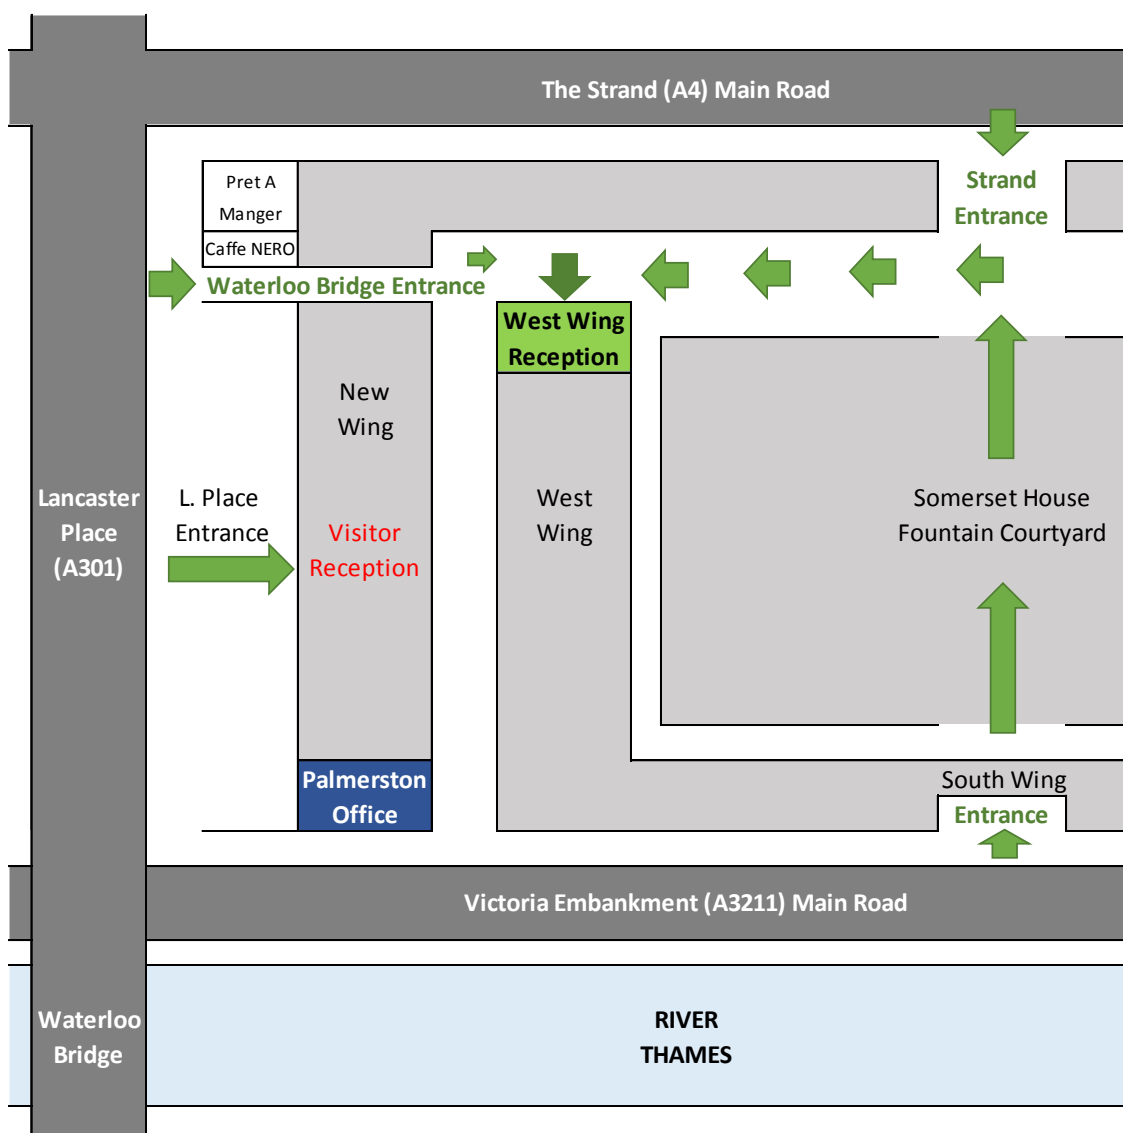 The Strand (A4) Main Road
Pret A
Manger
Caffe NERO
Strand
Entrance
Waterloo Bridge Entrance
West Wing
Reception
New
Wing
Lancaster
Place
(A301)
L. Place
Entrance
Visitor
Reception
West
Wing
Somerset House
Fountain Courtyard
Palmerston
Office
South Wing
Entrance
Victoria Embankment (A3211) Main Road
Waterloo
Bridge
RIVER
THAMES